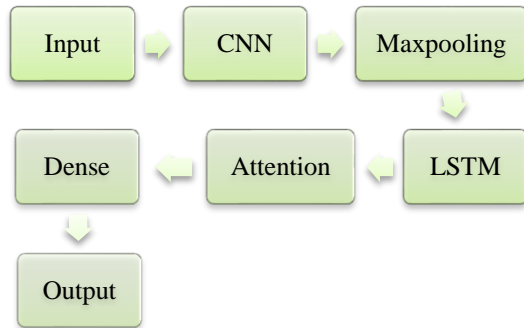 Input
CNN
Maxpooling
LSTM
Attention
Dense
Output